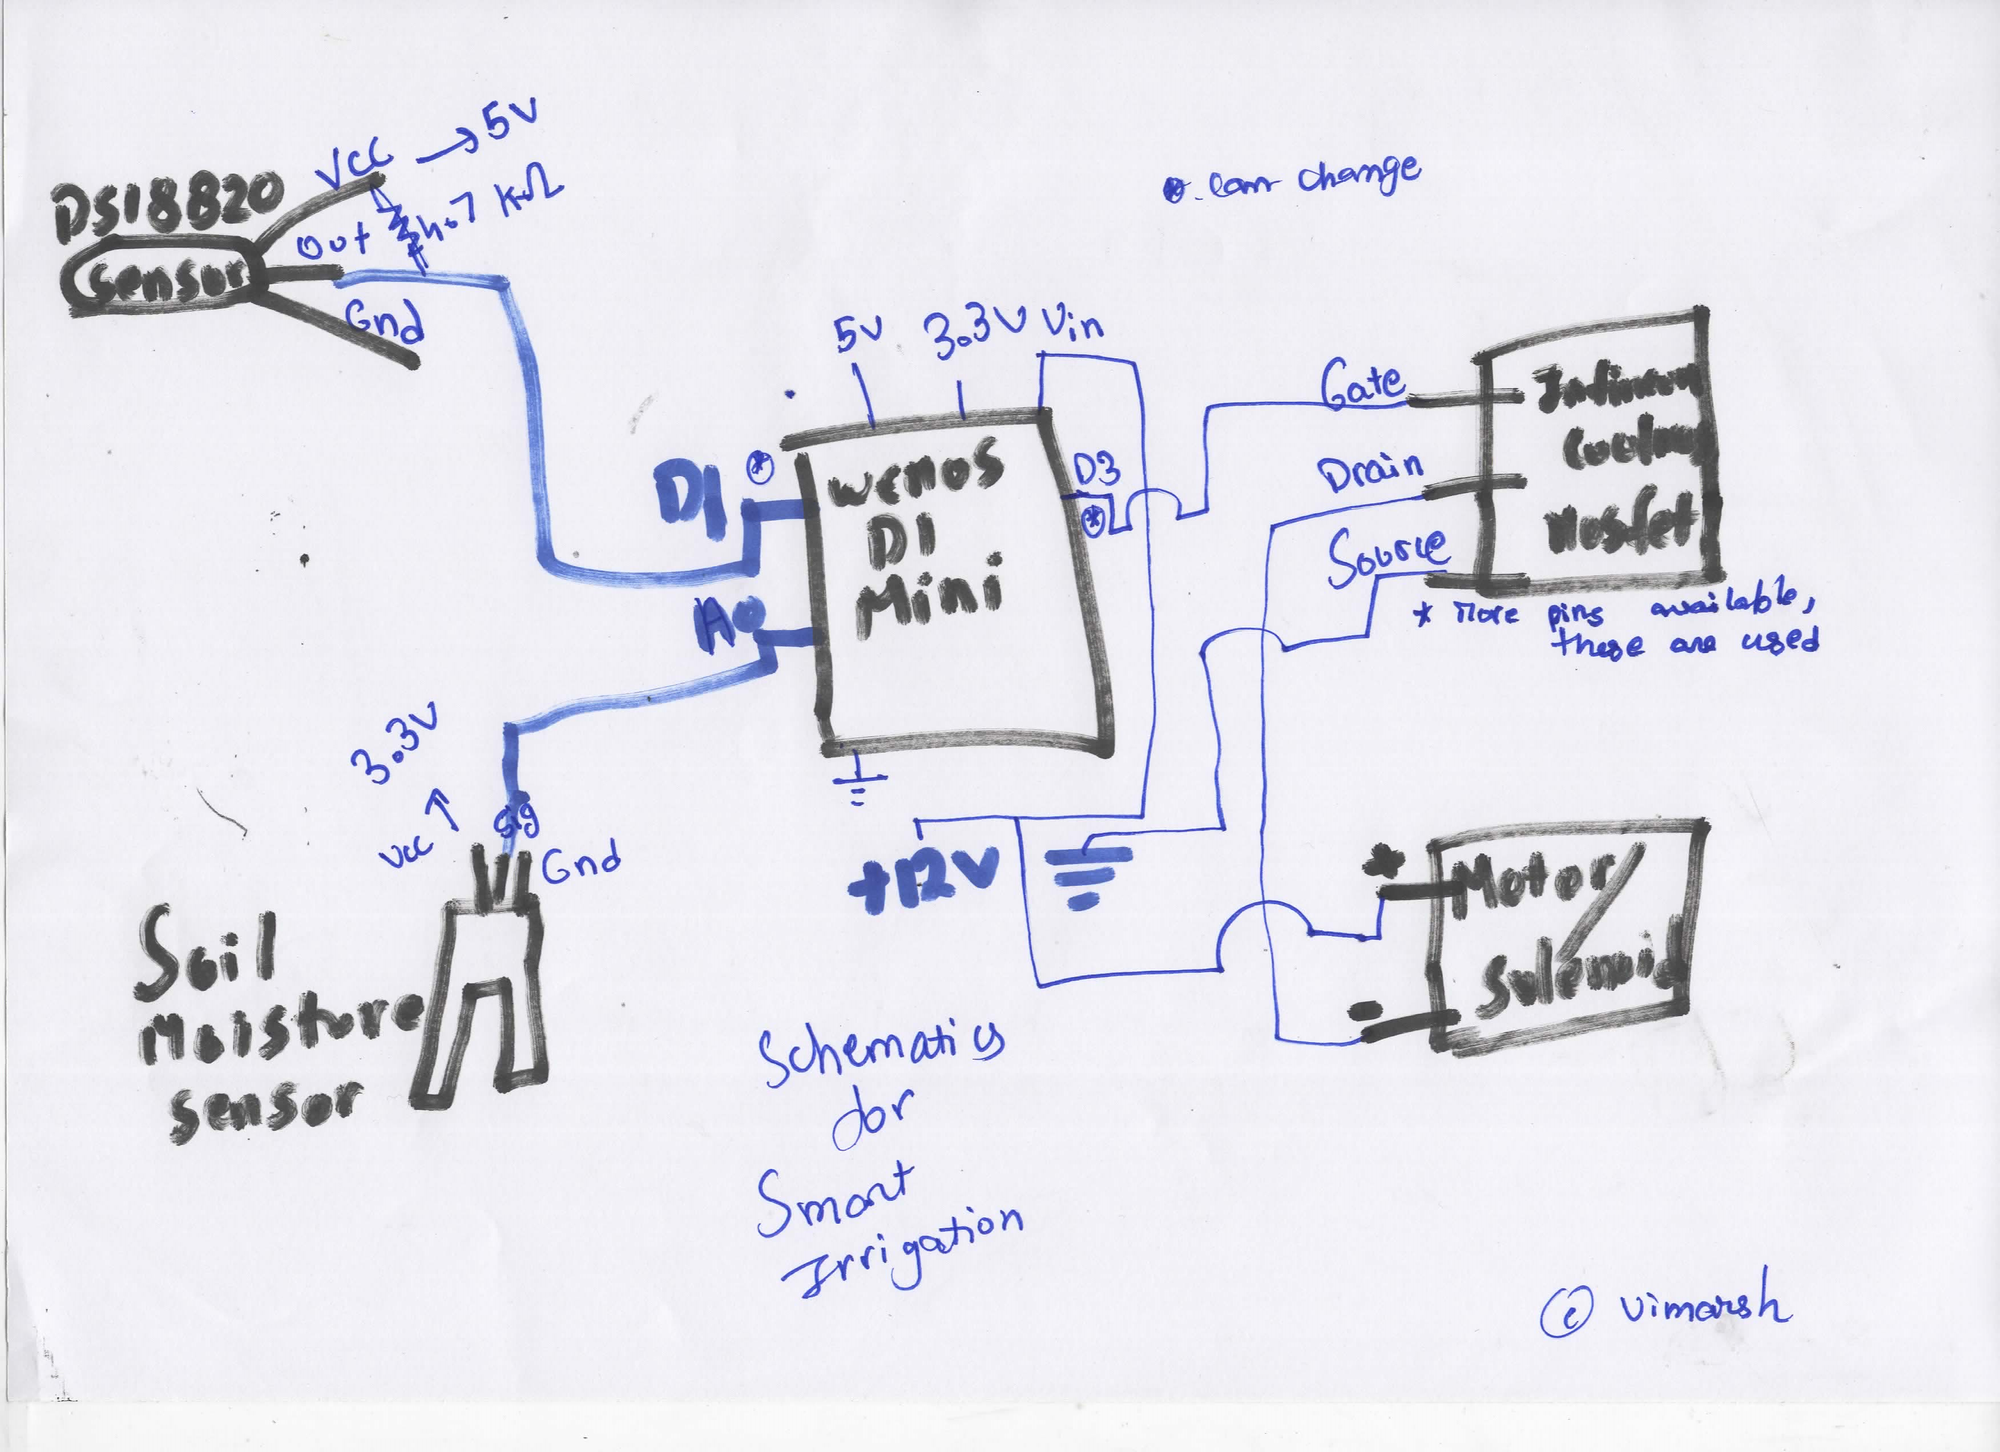 DS18B20
sensor
VCC → 5V
Out
4.7 KΩ
Gnd
⊛. can change
5V
3.3V
Vin
D1 ⊛
A0
Wemos
D1
Mini
D3
⊛
Gate
Drain
Source
Mosfet
* More pins available,
these are used
3.3V
Vcc
Sig
Gnd
Soil
Moisture
sensor
+12V
+
-
Motor/
Solenoid
Schematics
for
Smart
Irrigation
© vimarsh